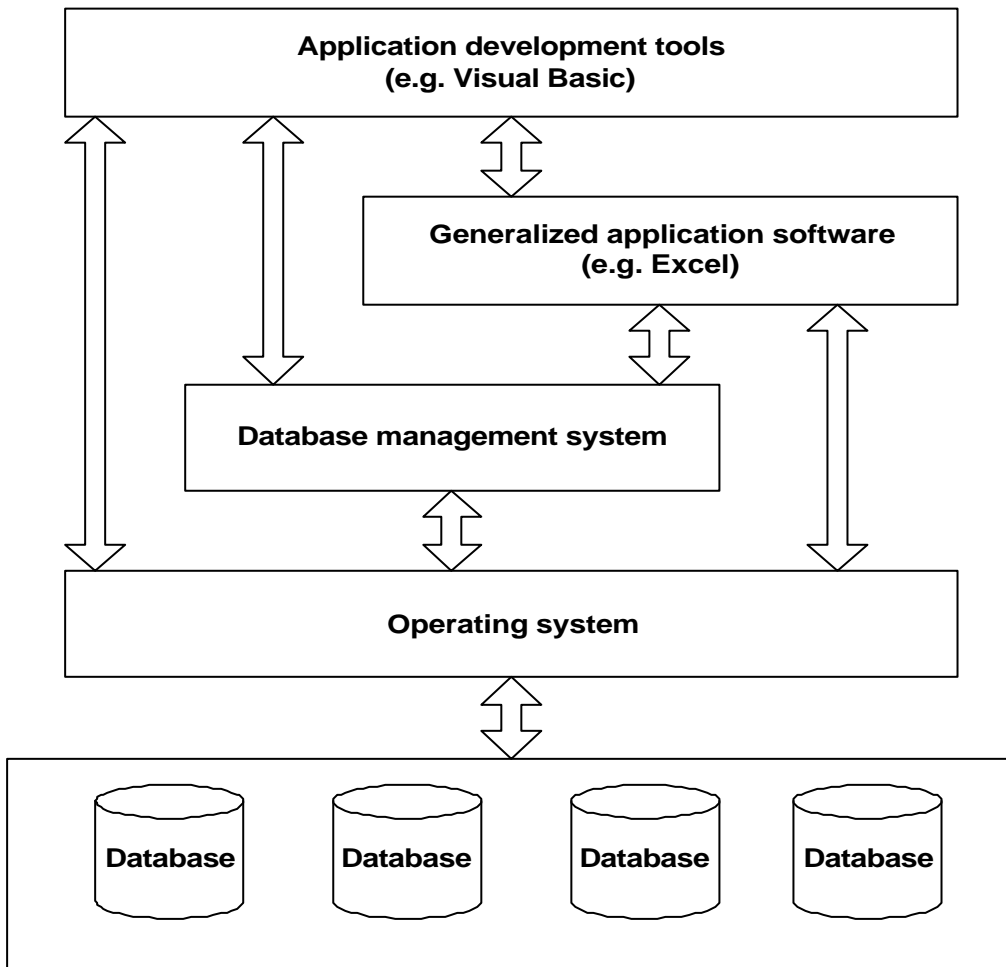 Application development tools
(e.g. Visual Basic)
Generalized application software
(e.g. Excel)
Database management system
Operating system
Database
Database
Database
Database